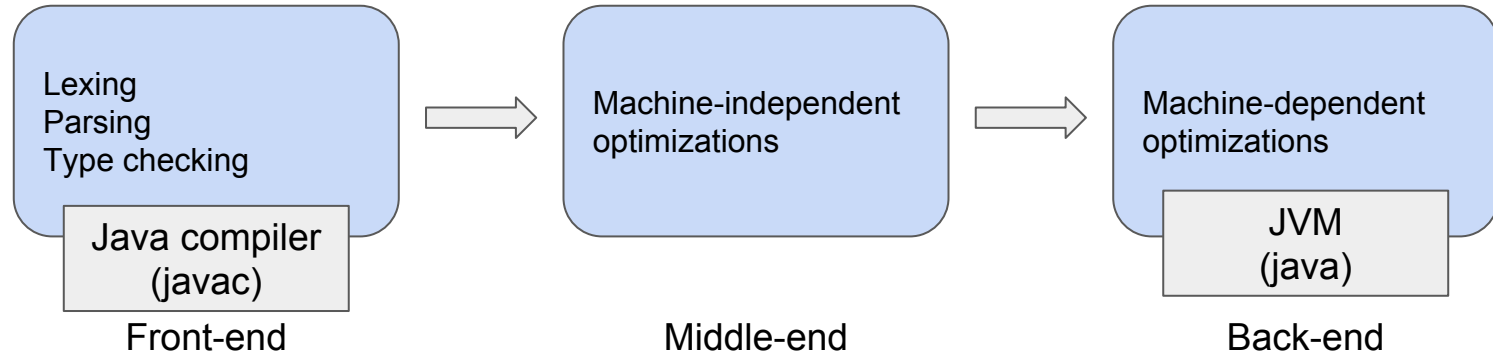 Lexing
Parsing
Type checking
Java compiler
(javac)
Front-end
Machine-independent
optimizations
Middle-end
Machine-dependent
optimizations
JVM
(java)
Back-end